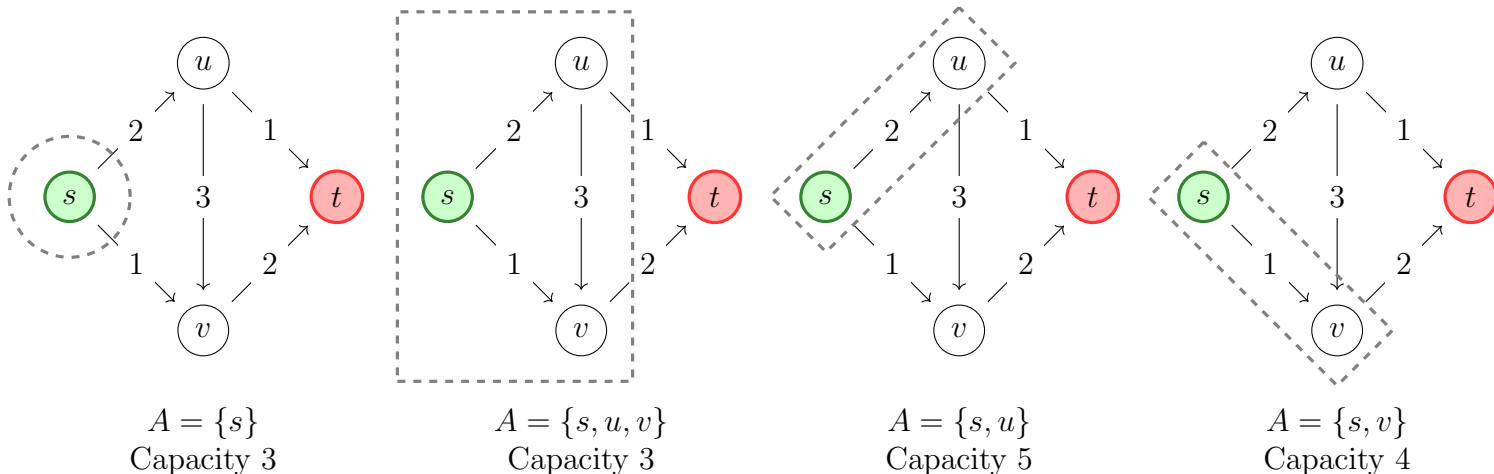 u
2
1
s
3
t
1
2
v
A = {s}
Capacity 3
u
2
1
s
3
t
1
2
v
A = {s, u, v}
Capacity 3
u
2
1
s
3
t
1
2
v
A = {s, u}
Capacity 5
u
2
1
s
3
t
1
2
v
A = {s, v}
Capacity 4